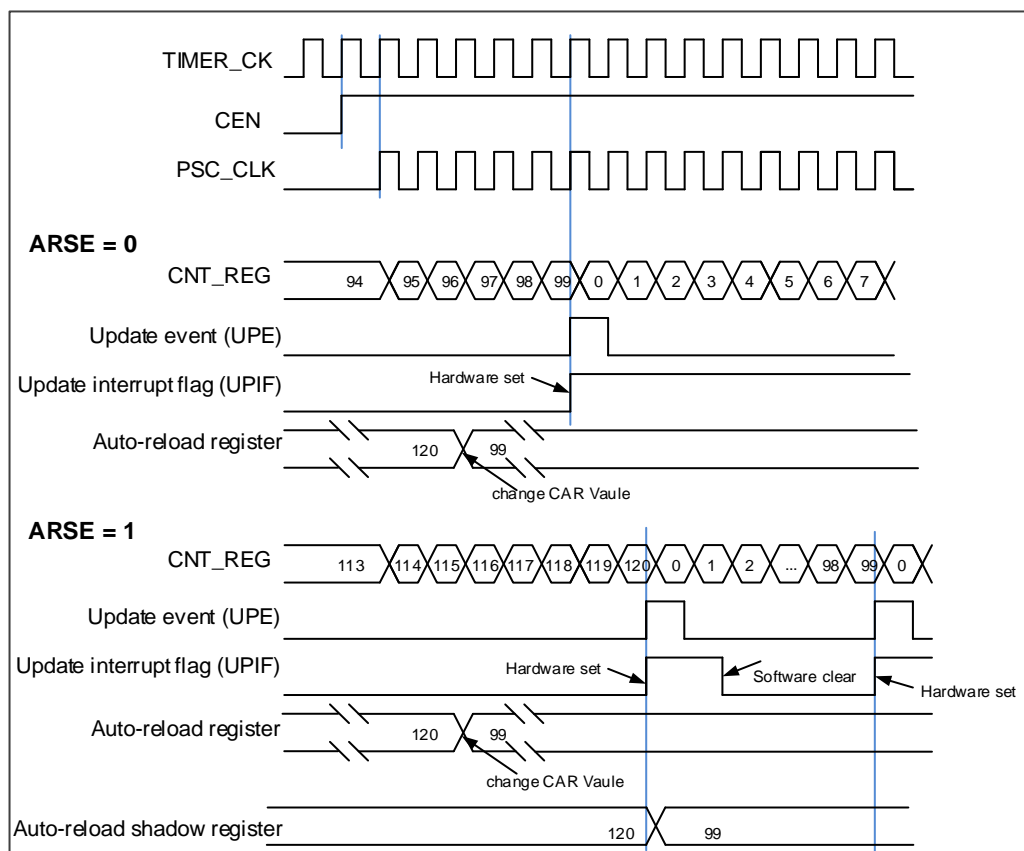 TIMER_CK
CEN
PSC_CLK
ARSE = 0
CNT_REG 94 95 96 97 98 99 0 1 2 3 4 5 6 7
Update event (UPE)
Update interrupt flag (UPIF) Hardware set
Auto-reload register 120 99
change CAR Vaule
ARSE = 1
CNT_REG 113 114 115 116 117 118 119 120 0 1 2 ... 98 99 0
Update event (UPE)
Update interrupt flag (UPIF) Hardware set Software clear Hardware set
Auto-reload register 120 99
change CAR Vaule
Auto-reload shadow register 120 99